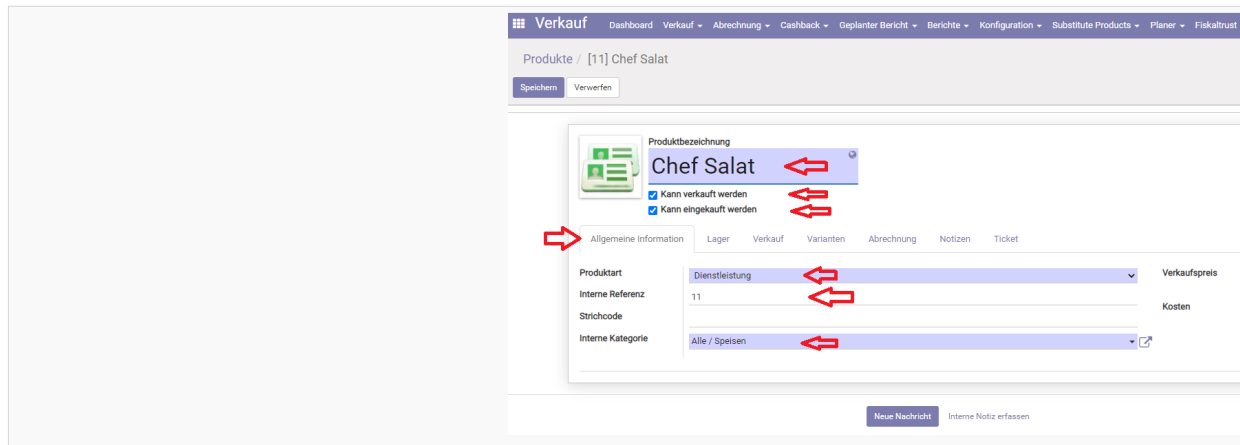 Verkauf Dashboard Verkauf Abrechnung Cashback Geplanter Bericht Berichte Konfiguration Substitute Products Planer Fiskaltrust
Produkte / [11] Chef Salat
Speichern Verwerfen
Produktbezeichnung
Chef Salat
Kann verkauft werden
Kann eingekauft werden
Allgemeine Information Lager Verkauf Varianten Abrechnung Notizen Ticket
Produktart Dienstleistung Verkaufspreis
Interne Referenz 11
Kosten
Strichcode
Interne Kategorie Alle / Speisen
Neue Nachricht Interne Notiz erfassen